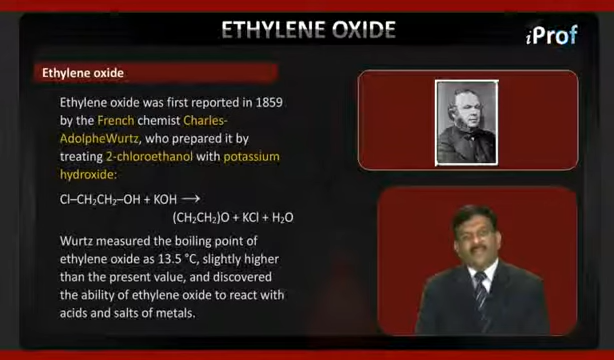 ETHYLENE OXIDE
iProf
Ethylene oxide
Ethylene oxide was first reported in 1859
by the French chemist Charles-
AdolpheWurtz, who prepared it by
treating 2-chloroethanol with potassium
hydroxide:
Cl–CH₂CH₂–OH + KOH ⟶
(CH₂CH₂)O + KCl + H₂O
Wurtz measured the boiling point of
ethylene oxide as 13.5 °C, slightly higher
than the present value, and discovered
the ability of ethylene oxide to react with
acids and salts of metals.